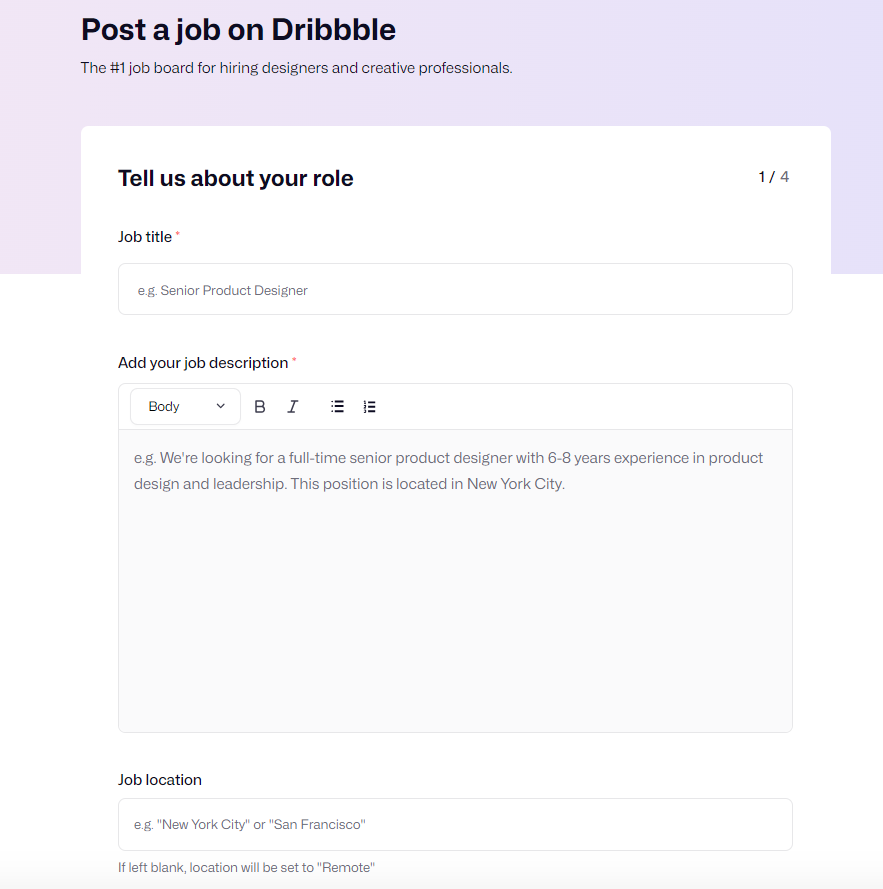 Post a job on Dribbble
The #1 job board for hiring designers and creative professionals.
Tell us about your role
1 / 4
Job title *
e.g. Senior Product Designer
Add your job description *
Body
B I
e.g. We're looking for a full-time senior product designer with 6-8 years experience in product
design and leadership. This position is located in New York City.
Job location
e.g. "New York City" or "San Francisco"
If left blank, location will be set to "Remote"